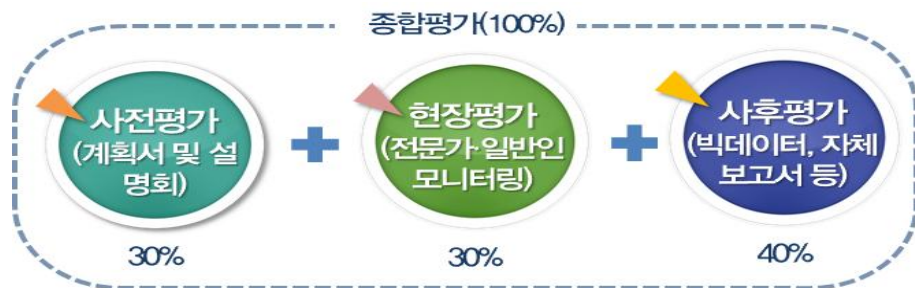 종합평가(100%)
사전평가
(계획서 및 설
명회)
현장평가
(전문가·일반인
모니터링)
사후평가
(빅데이터, 자체
보고서 등)
30%
30%
40%